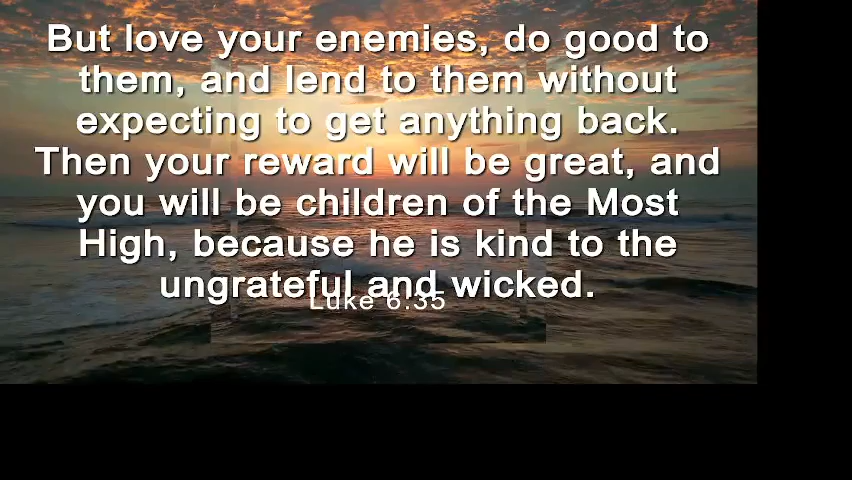 But love your enemies, do good to
them, and lend to them without
expecting to get anything back.
Then your reward will be great, and
you will be children of the Most
High, because he is kind to the
ungrateful and wicked.
Luke 6:35